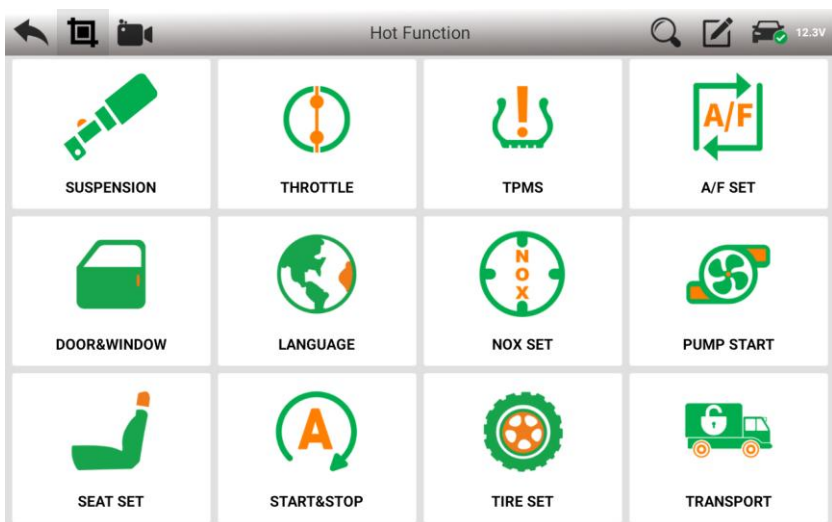 Hot Function
12.3V
A/F
SUSPENSION
THROTTLE
TPMS
A/F SET
NOX
DOOR&WINDOW
LANGUAGE
NOX SET
PUMP START
A
SEAT SET
START&STOP
TIRE SET
TRANSPORT